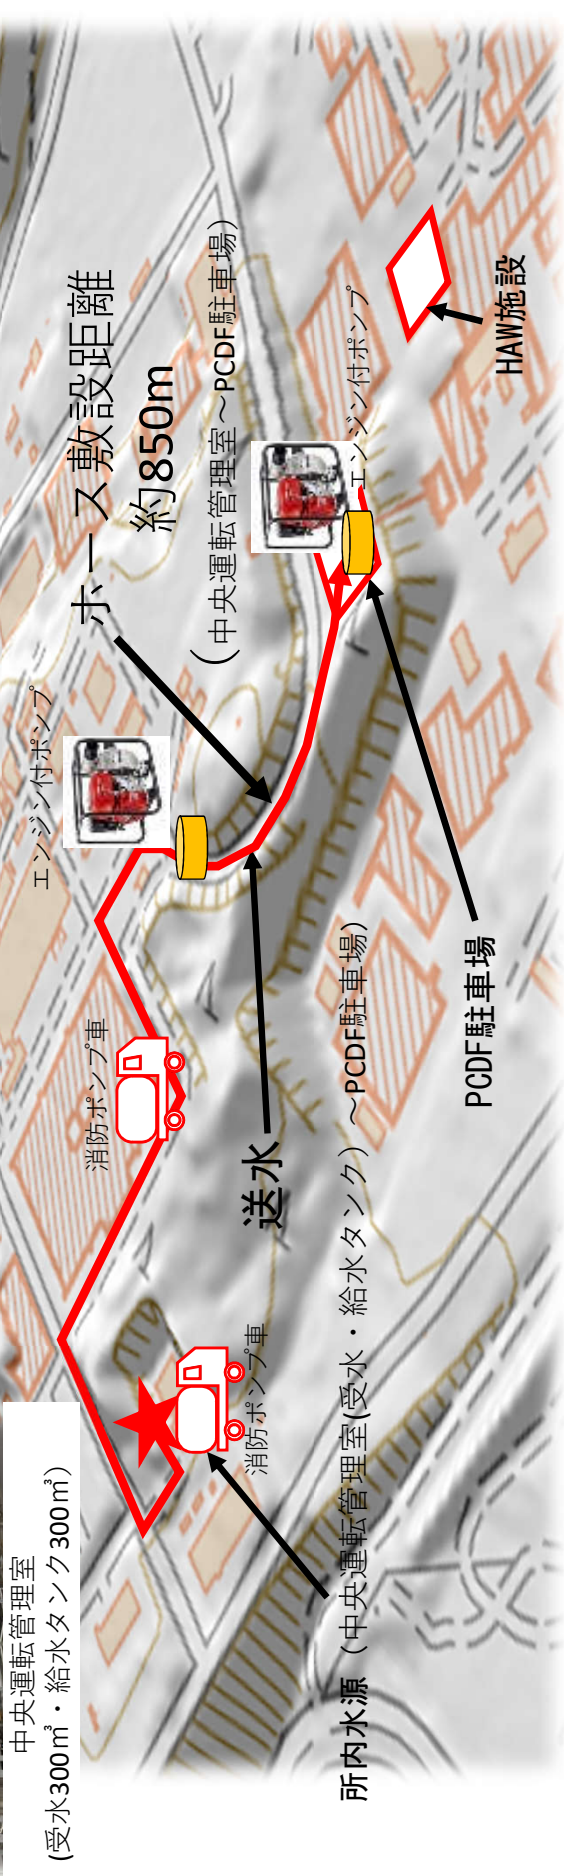 中央運転管理室
(受水300㎥・給水タンク300㎥)
消防ポンプ車
エンジン付ポンプ
ホース敷設距離
約850m
(中央運転管理室～PCDF駐車場)
エンジン付ポンプ
消防ポンプ車
送水
HAW施設
所内水源（中央運転管理室(受水・給水タンク）～PCDF駐車場)
PCDF駐車場